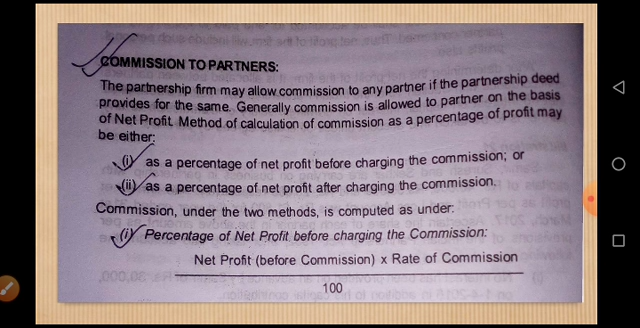 COMMISSION TO PARTNERS:
The partnership firm may allow commission to any partner if the partnership deed
provides for the same. Generally commission is allowed to partner on the basis
of Net Profit. Method of calculation of commission as a percentage of profit may
be either:
(i) as a percentage of net profit before charging the commission; or
(ii) as a percentage of net profit after charging the commission.
Commission, under the two methods, is computed as under:
(i) Percentage of Net Profit before charging the Commission:
Net Profit (before Commission) x Rate of Commission
100